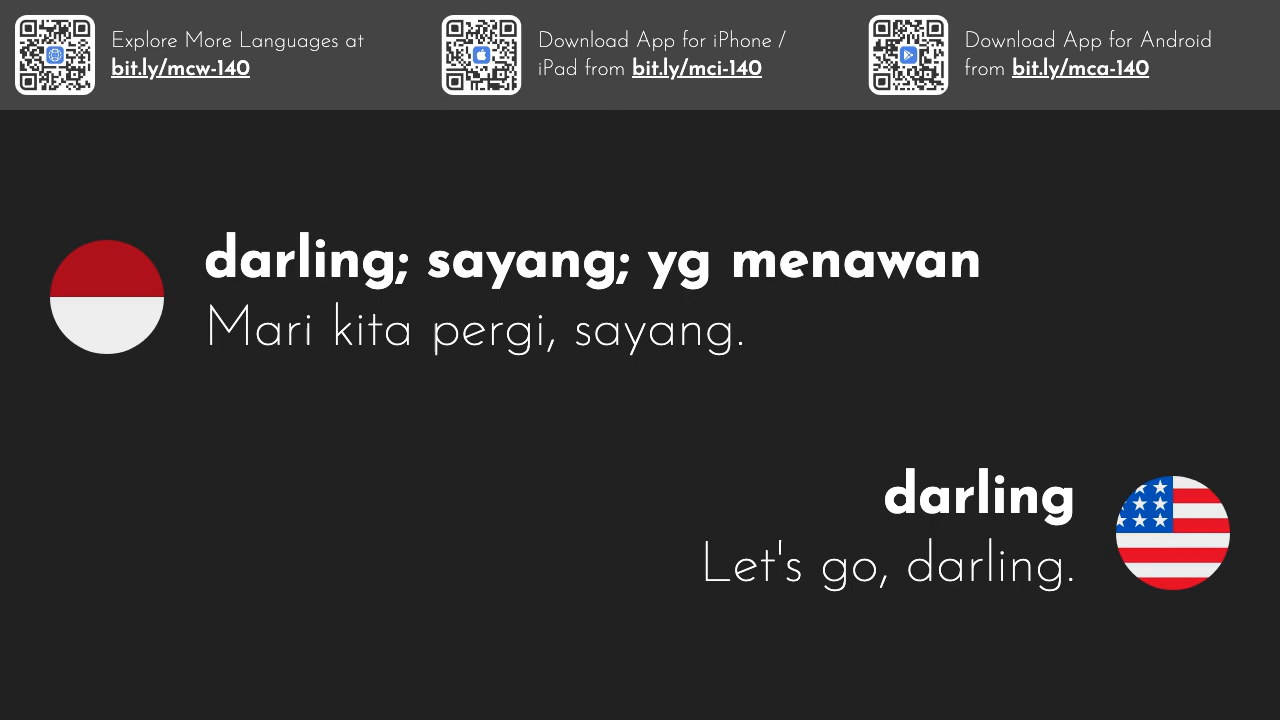 Explore More Languages at
bit.ly/mcw-140
Download App for iPhone /
iPad from bit.ly/mci-140
Download App for Android
from bit.ly/mca-140
darling; sayang; yg menawan
Mari kita pergi, sayang.
darling
Let's go, darling.